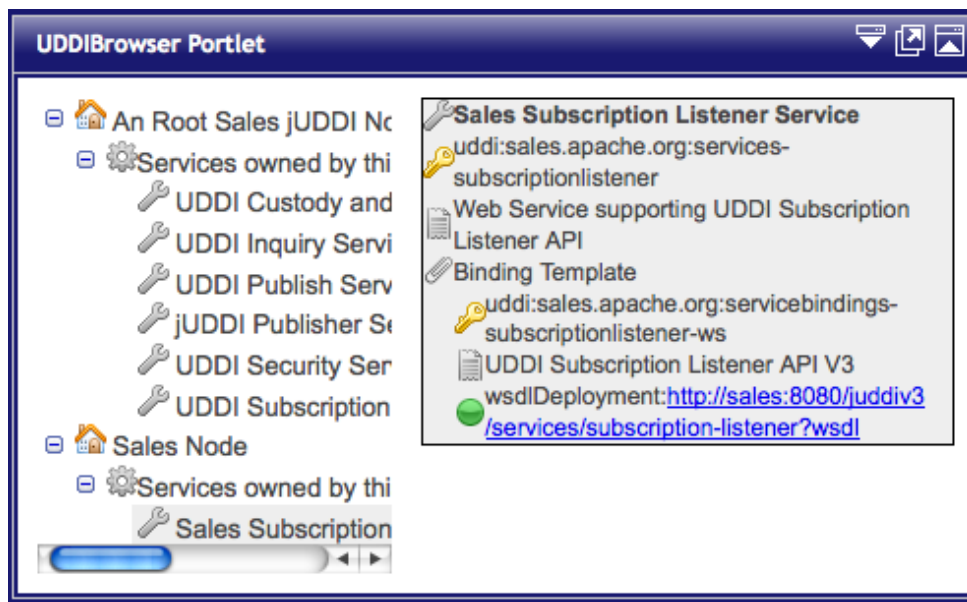 UDDIBrowser Portlet
An Root Sales jUDDI
Services owned by thi
UDDI Custody and
UDDI Inquiry Servi
UDDI Publish Serv
jUDDI Publisher
UDDI Security Ser
UDDI Subscription
Sales Node
Services owned by thi
Sales Subscription
Sales Subscription Listener Service
uddi:sales.apache.org:services-
subscriptionlistener
Web Service supporting UDDI Subscription
Listener API
Binding Template
uddi:sales.apache.org:servicebindings-
subscriptionlistener-ws
UDDI Subscription Listener API V3
wsdlDeployment:http://sales:8080/juddiv3
/services/subscription-listener?wsdl